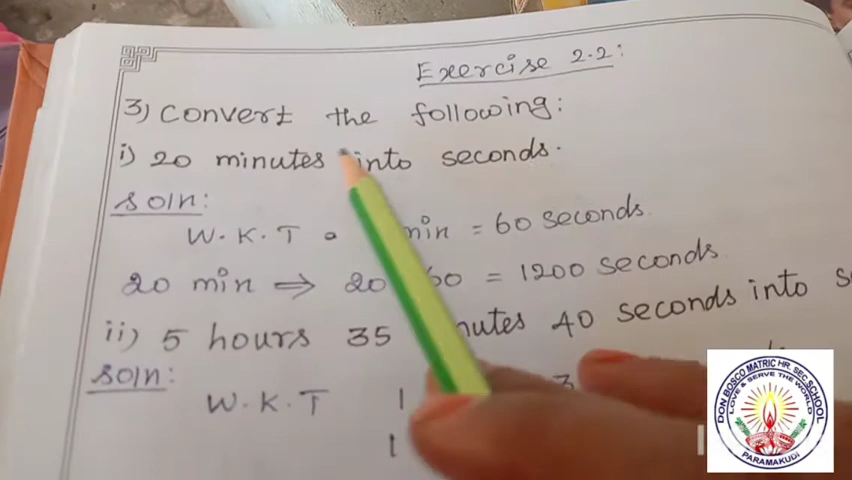 Exercise 2.2:
3) Convert the following:
i) 20 minutes into seconds.
Soln:
W.K.T min = 60 seconds
20 min ⇒ 20 60 = 1200 seconds
ii) 5 hours 35 40 seconds into
Soln:
W.K.T 1
1
DON BOSCO MATRIC HR. SEC SCHOOL
LOVE & SERVE THE WORLD
PARAMAKUDI